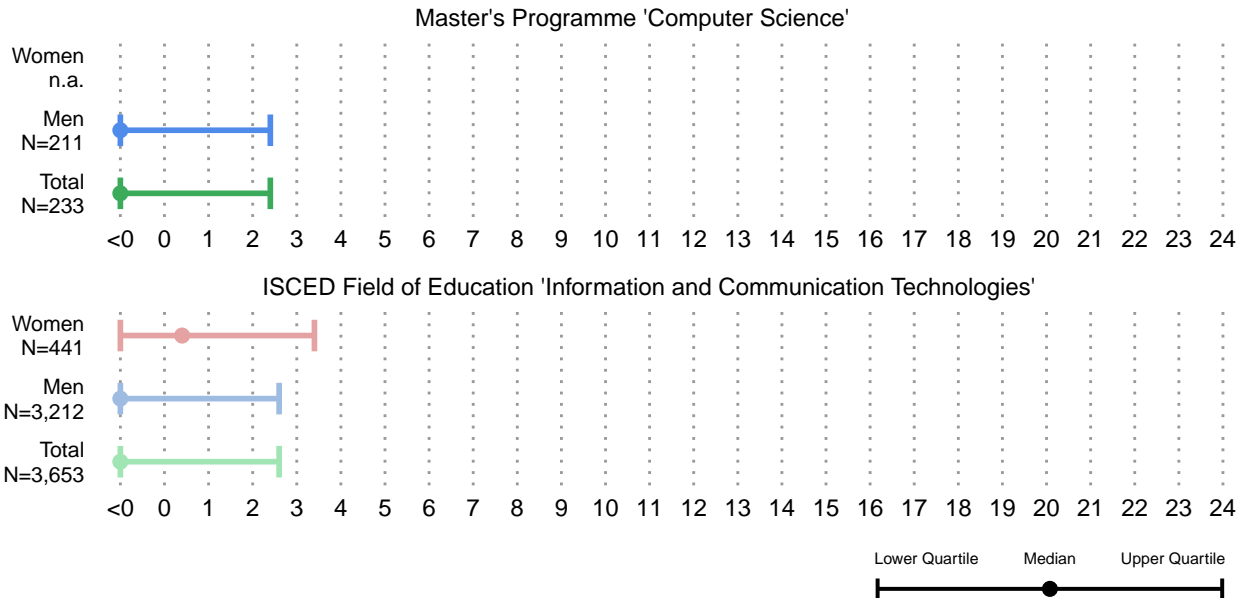 Master's Programme 'Computer Science'
Women
n.a.
Men
N=211
Total
N=233
<0 0 1 2 3 4 5 6 7 8 9 10 11 12 13 14 15 16 17 18 19 20 21 22 23 24
ISCED Field of Education 'Information and Communication Technologies'
Women
N=441
Men
N=3,212
Total
N=3,653
<0 0 1 2 3 4 5 6 7 8 9 10 11 12 13 14 15 16 17 18 19 20 21 22 23 24
Lower Quartile Median Upper Quartile